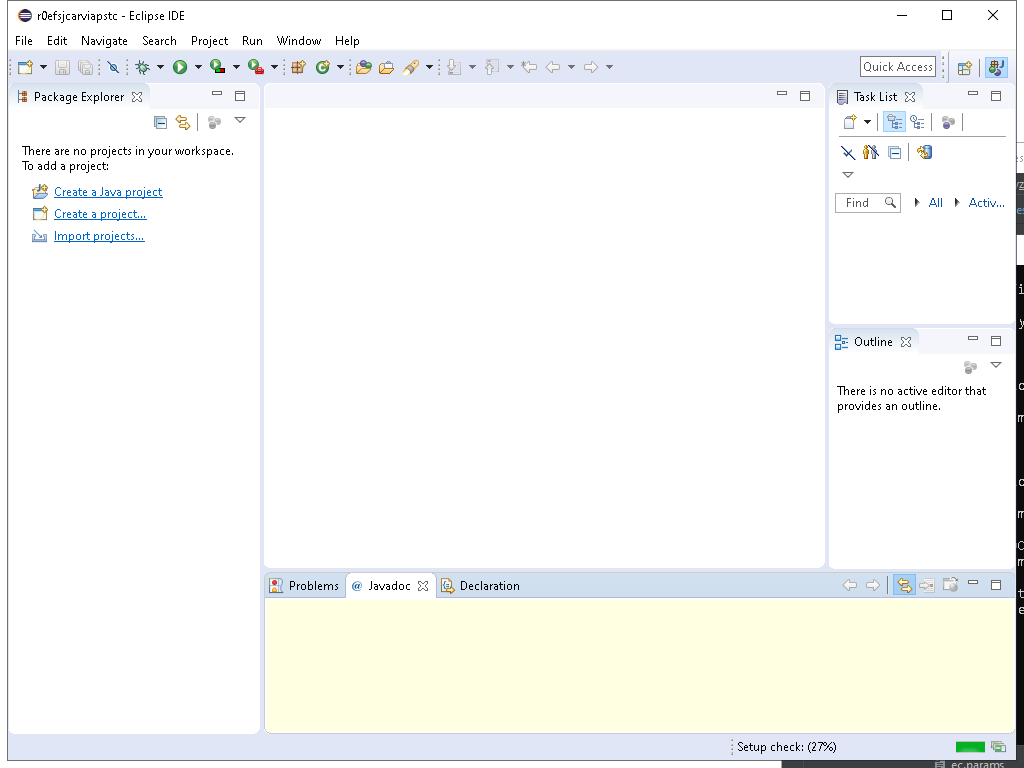 r0efsjcarviapstc - Eclipse IDE
File Edit Navigate Search Project Run Window Help
Quick Access
Package Explorer
Task List
There are no projects in your workspace.
To add a project:
Create a Java project
Create a project...
Import projects...
Find
All
Activ...
Outline
There is no active editor that
provides an outline.
Problems
@ Javadoc
Declaration
Setup check: (27%)
ec.params